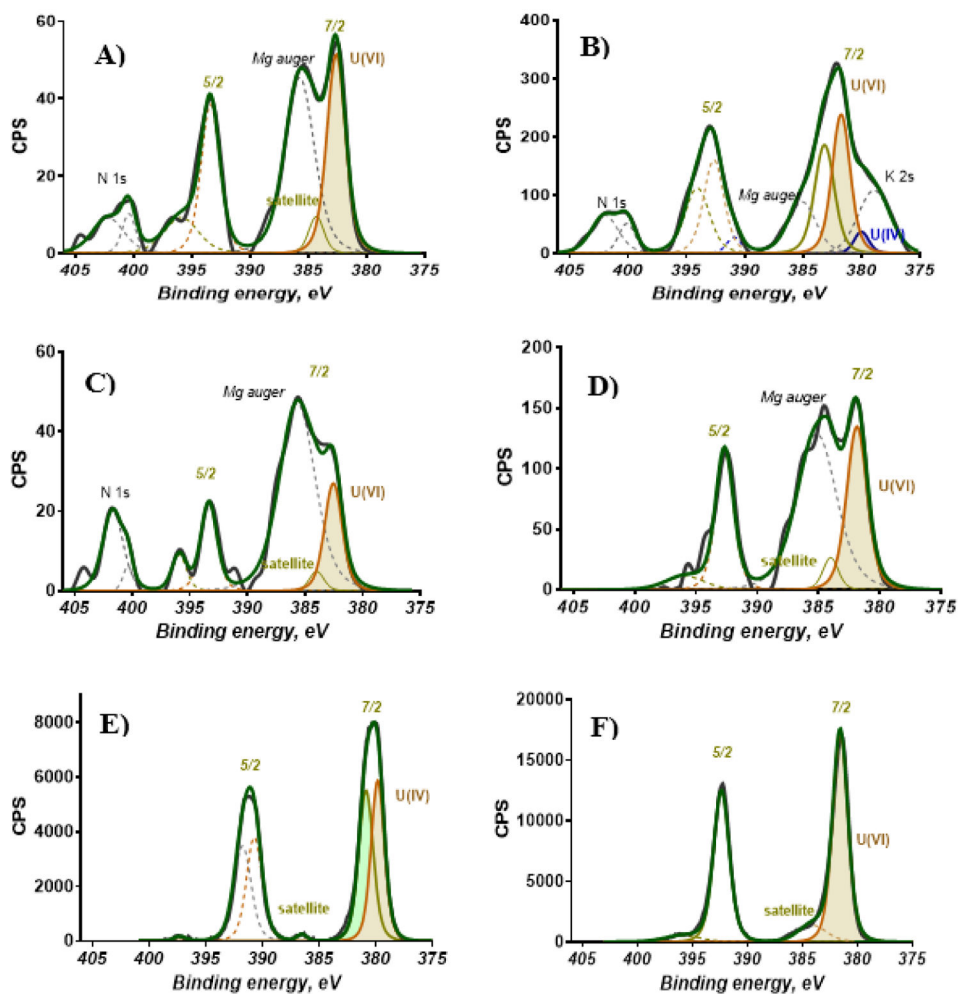 A)
7/2
Mg auger
U(VI)
5/2
N 1s
satellite
CPS
60
40
20
0
405 400 395 390 385 380 375
Binding energy, eV
B)
7/2
U(VI)
5/2
Mg auger
K 2s
N 1s
U(IV)
CPS
400
300
200
100
0
405 400 395 390 385 380 375
Binding energy, eV
C)
7/2
Mg auger
5/2
N 1s
U(VI)
satellite
CPS
60
40
20
0
405 400 395 390 385 380 375
Binding energy, eV
D)
7/2
Mg auger
5/2
U(VI)
satellite
CPS
200
150
100
50
0
405 400 395 390 385 380 375
Binding energy, eV
E)
7/2
5/2
U(IV)
satellite
CPS
8000
6000
4000
2000
0
405 400 395 390 385 380 375
Binding energy, eV
F)
7/2
5/2
U(VI)
satellite
CPS
20000
15000
10000
5000
0
405 400 395 390 385 380 375
Binding energy, eV